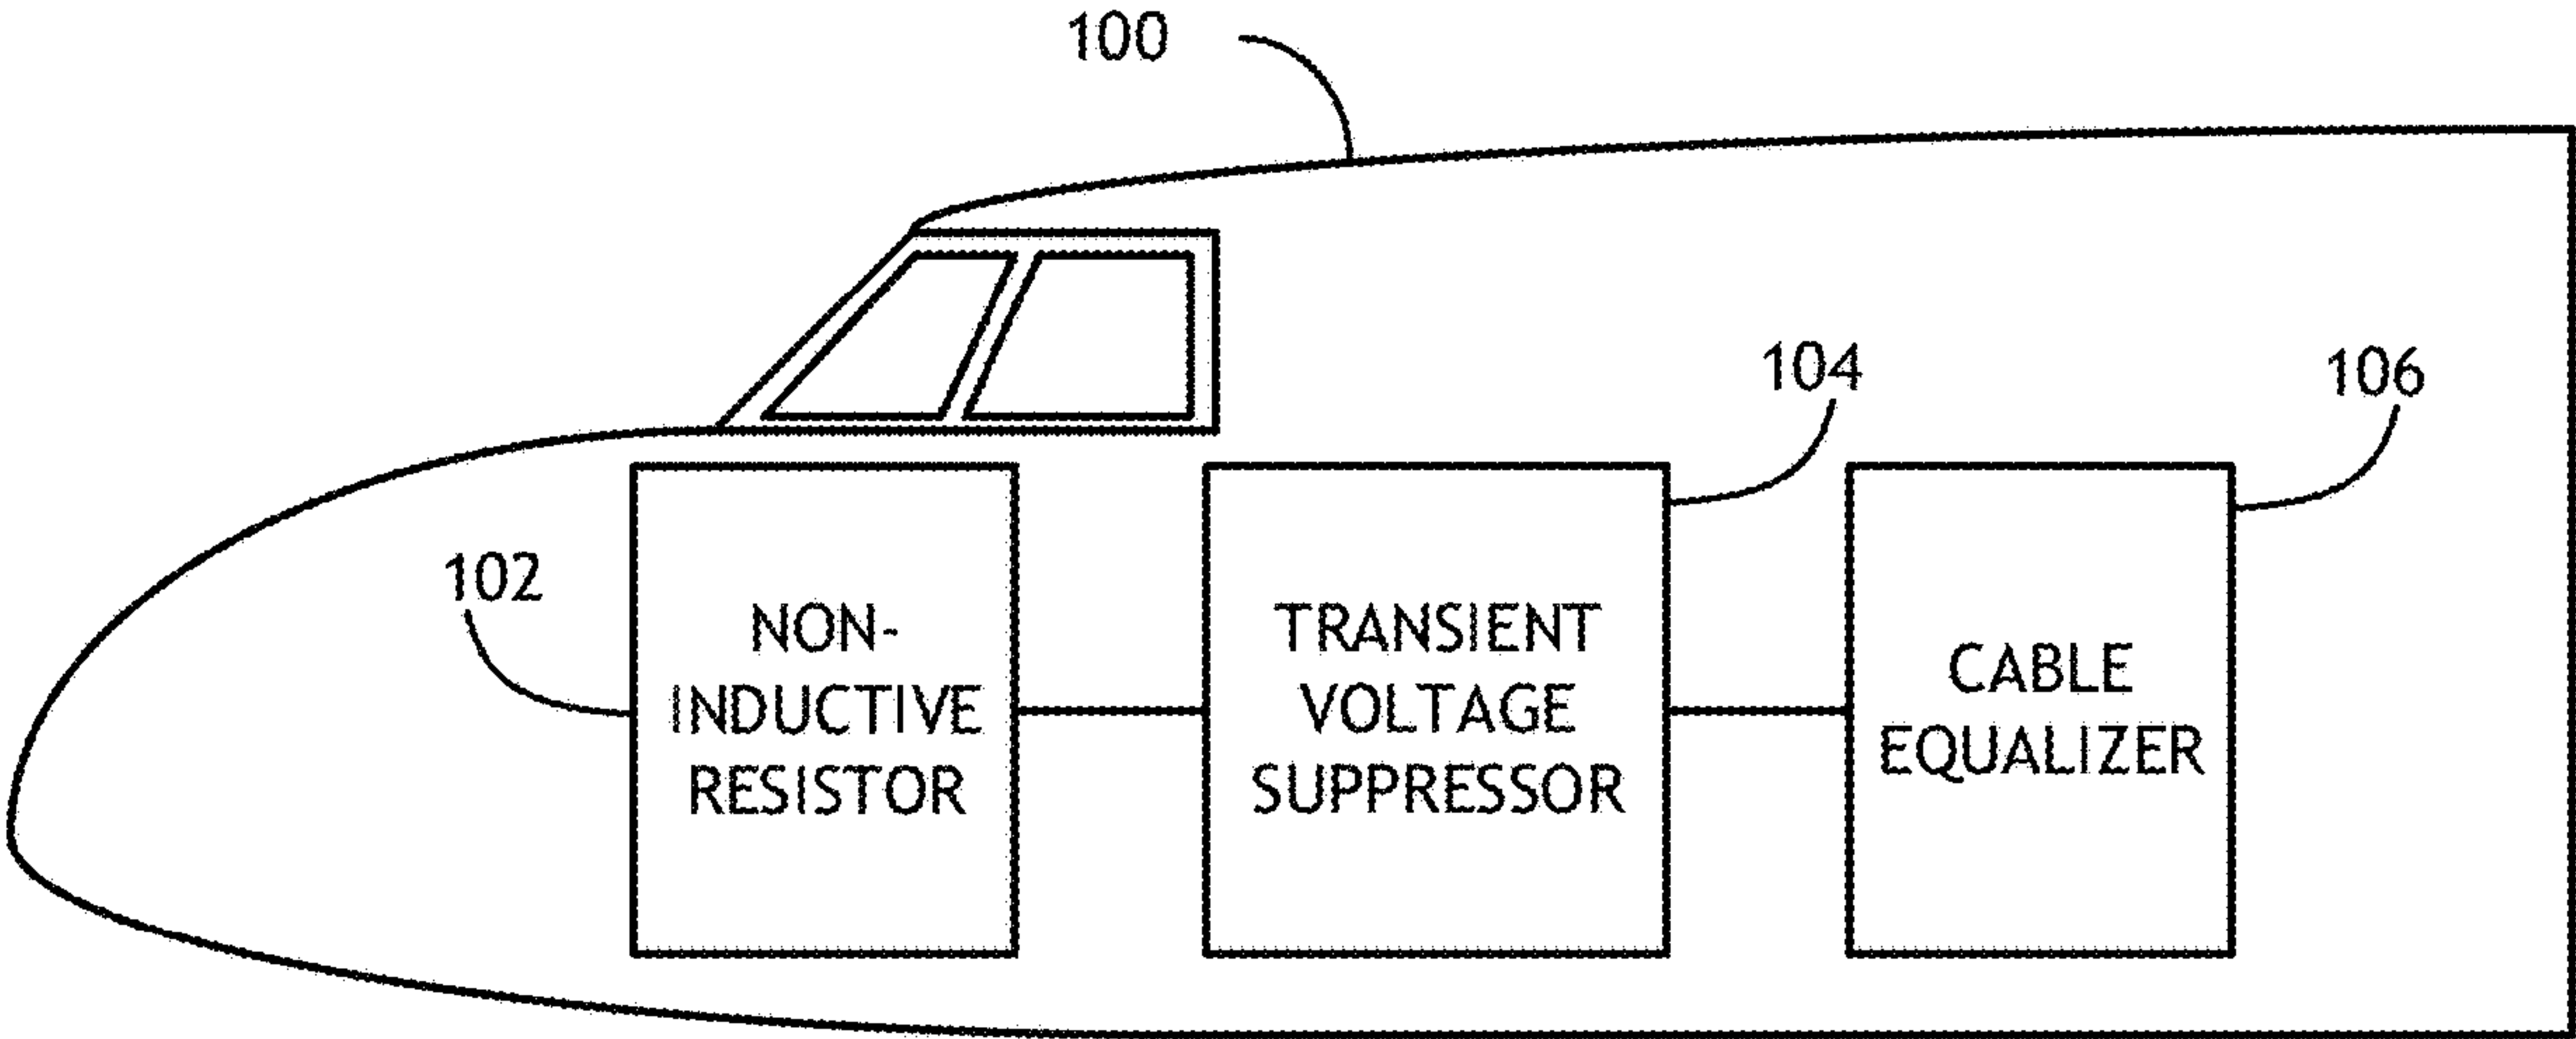 100
104
106
102
NON-
INDUCTIVE
RESISTOR
TRANSIENT
VOLTAGE
SUPPRESSOR
CABLE
EQUALIZER